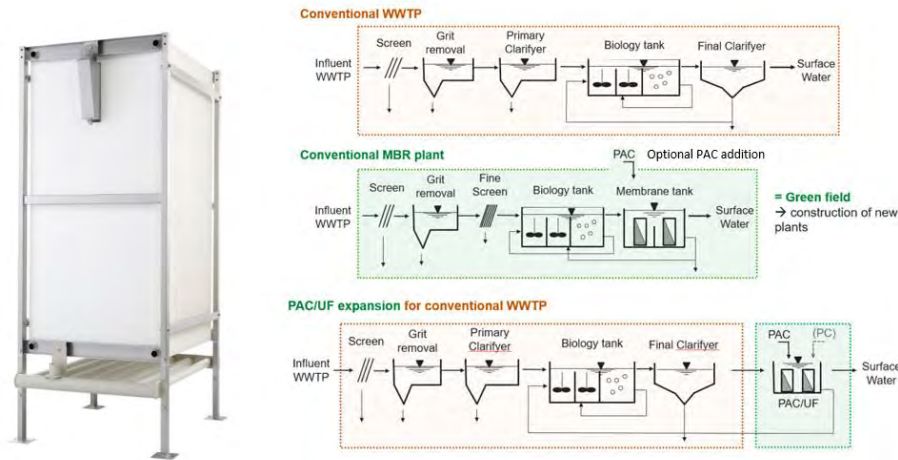 Conventional WWTP
Influent
WWTP
Screen
Grit
removal
Primary
Clarifyer
Biology tank
Final Clarifyer
Surface
Water
Conventional MBR plant
PAC
Optional PAC addition
Influent
WWTP
Screen
Grit
removal
Fine
Screen
Biology tank
Membrane tank
Surface
Water
= Green field
→ construction of new
plants
PAC/UF expansion for conventional WWTP
Influent
WWTP
Screen
Grit
removal
Primary
Clarifyer
Biology tank
Final Clarifyer
PAC
(PC)
PAC/UF
Surface
Water